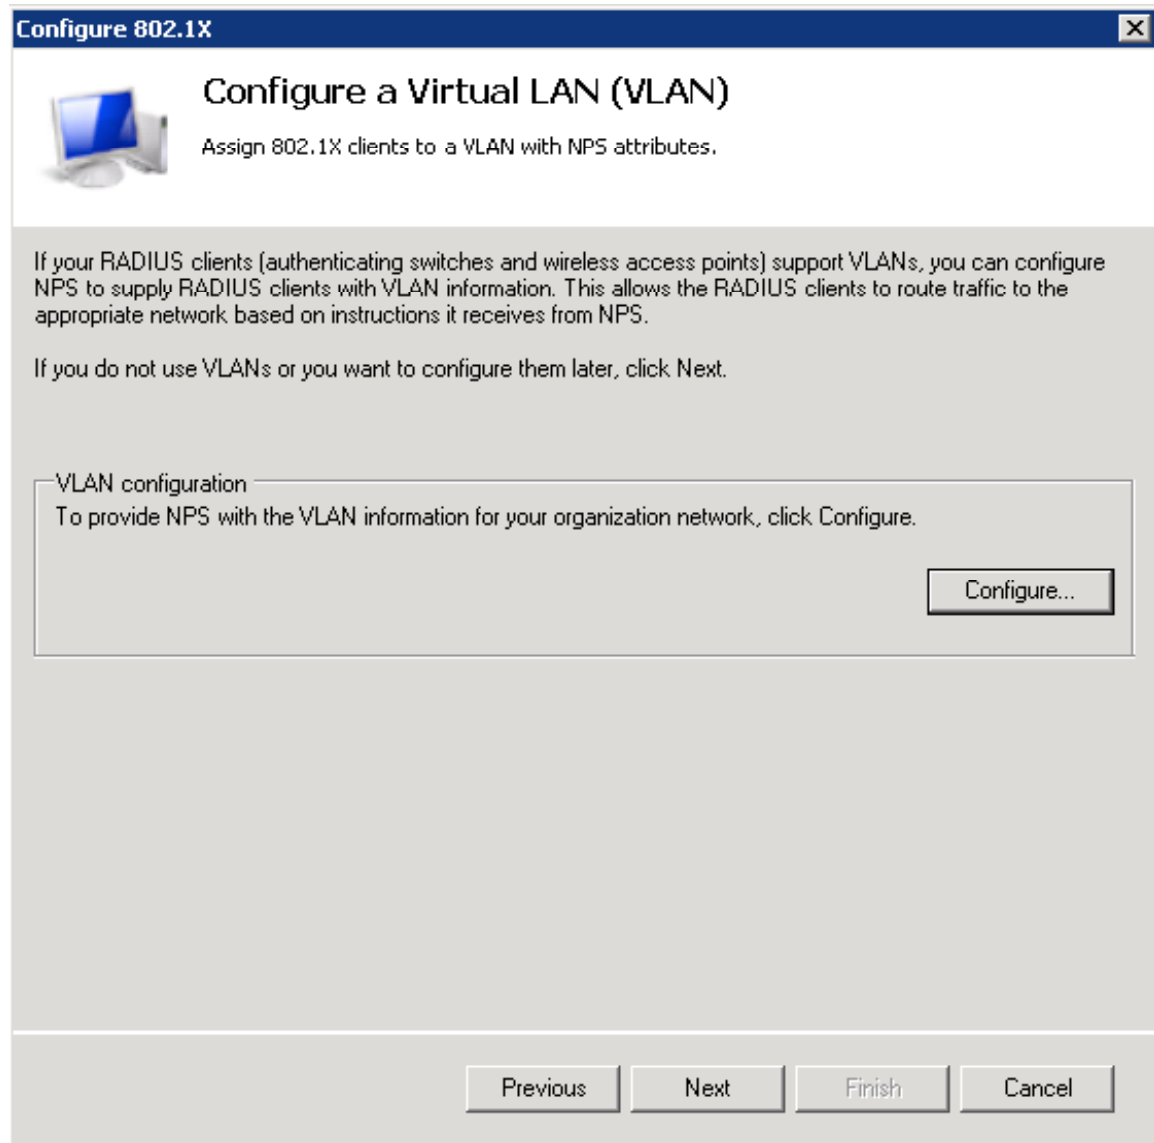 Configure 802.1X
Configure a Virtual LAN (VLAN)
Assign 802.1X clients to a VLAN with NPS attributes.
If your RADIUS clients (authenticating switches and wireless access points) support VLANs, you can configure
NPS to supply RADIUS clients with VLAN information. This allows the RADIUS clients to route traffic to the
appropriate network based on instructions it receives from NPS.
If you do not use VLANs or you want to configure them later, click Next.
VLAN configuration
To provide NPS with the VLAN information for your organization network, click Configure.
Configure...
Previous Next Finish Cancel